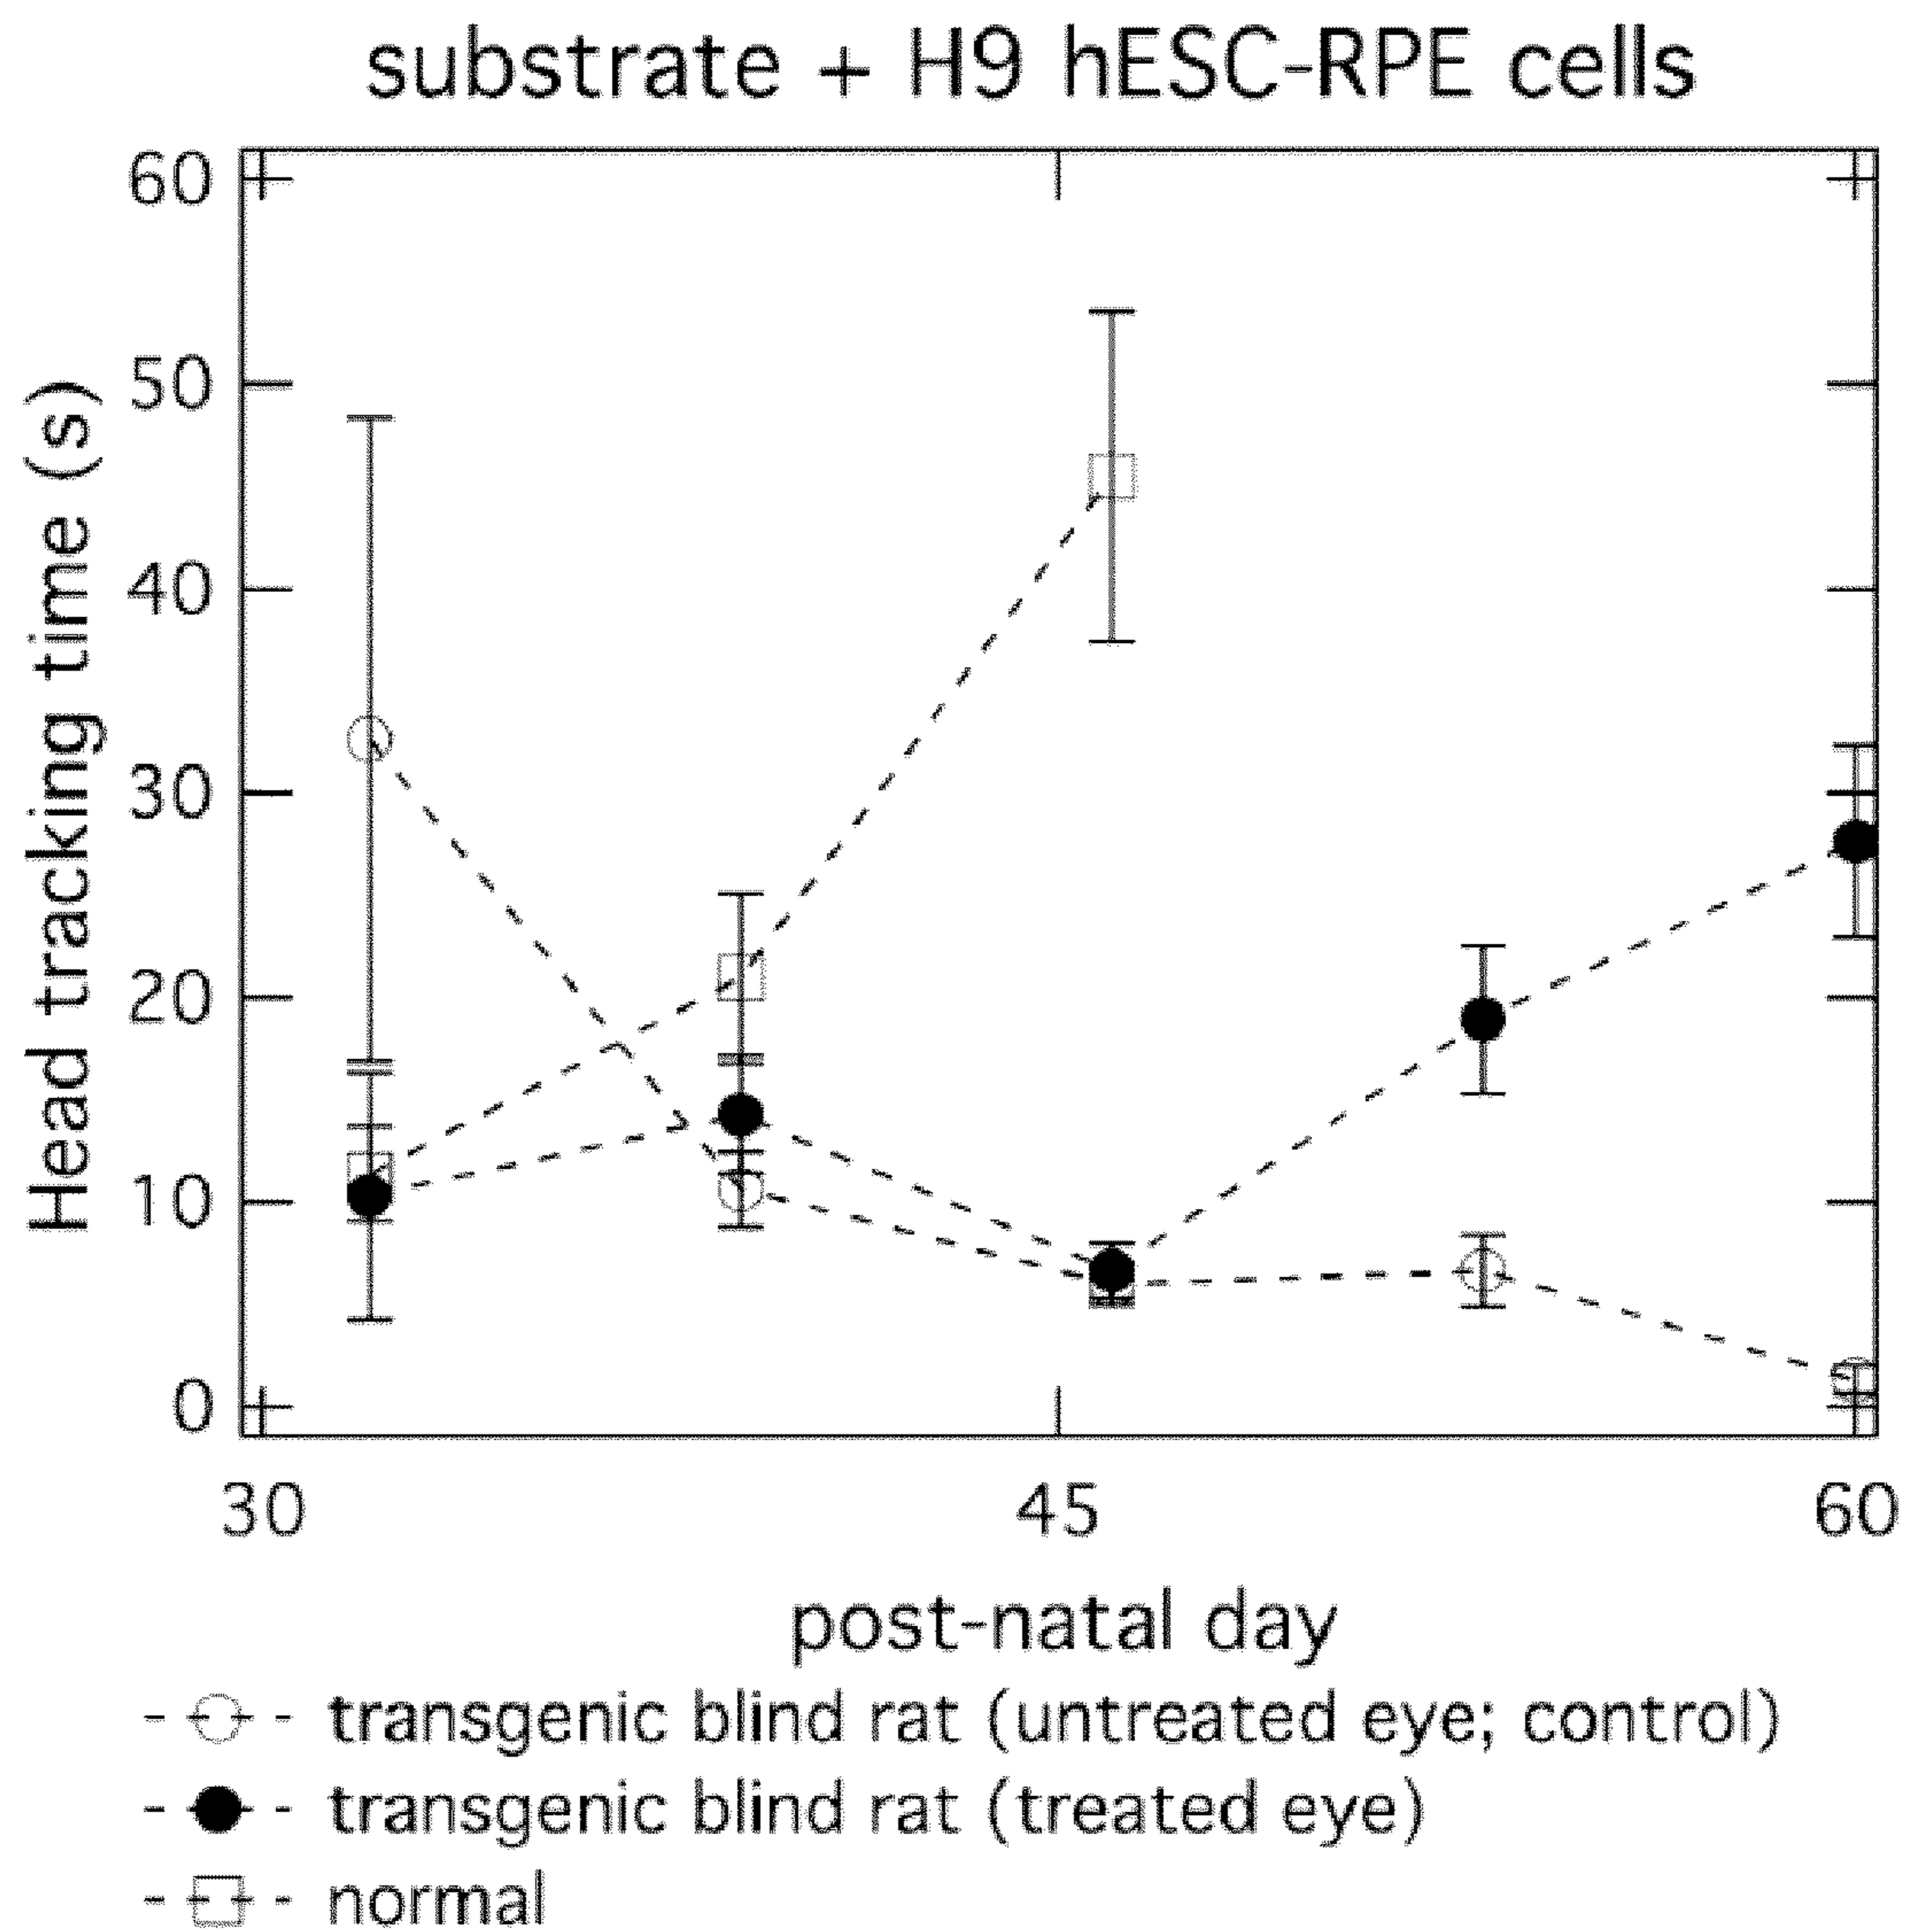 substrate + H9 hESC-RPE cells
60
50
40
30
20
10
0
Head tracking time (s)
30 45 60
post-natal day
transgenic blind rat (untreated eye; control)
transgenic blind rat (treated eye)
normal